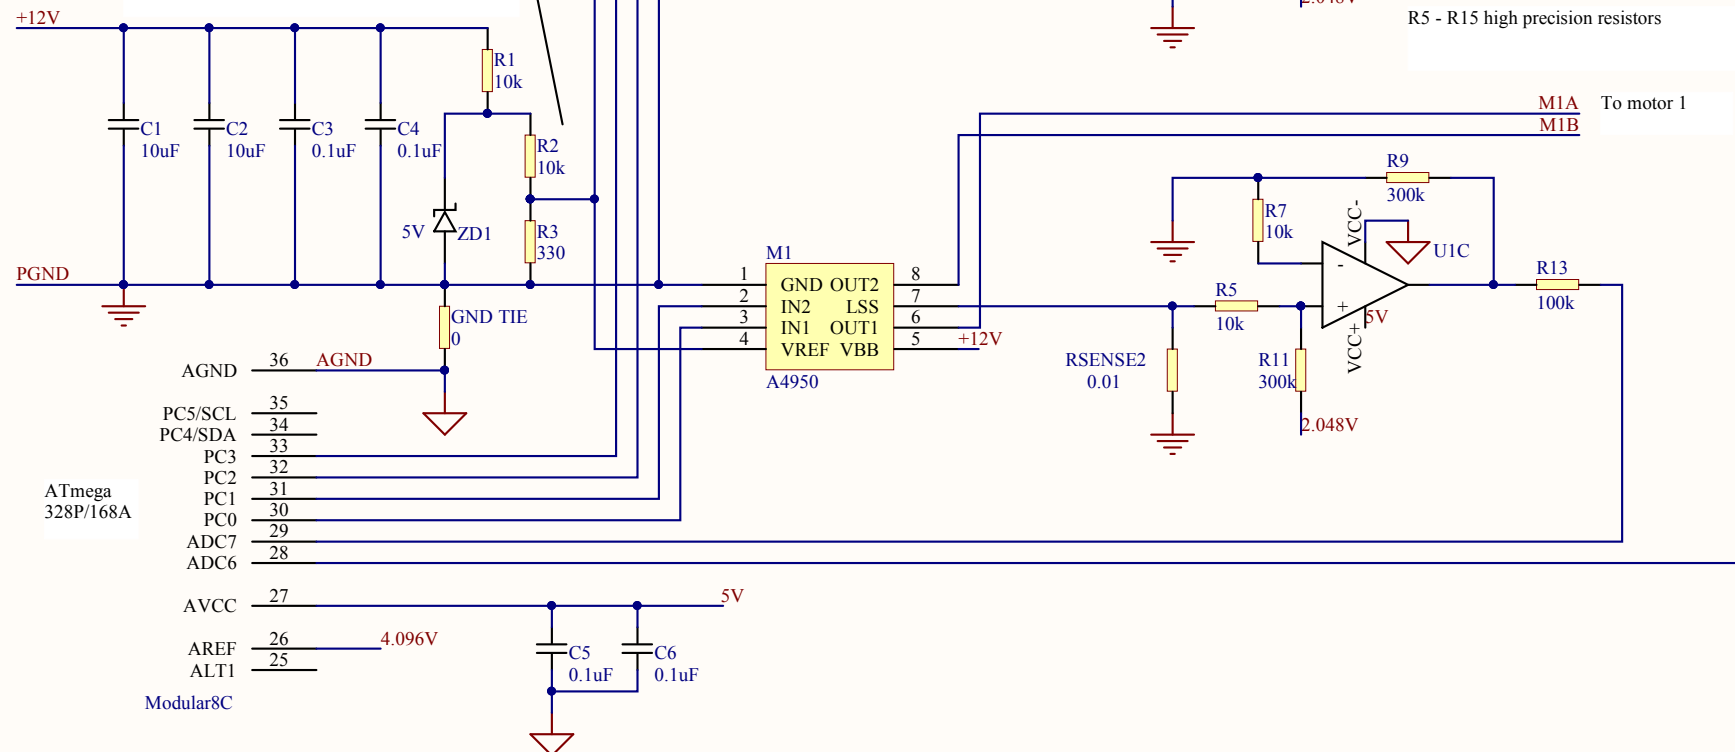 +12V
2.048V
R5 - R15 high precision resistors
R1
10k
C1
10uF
C2
10uF
C3
0.1uF
C4
0.1uF
R2
10k
5V
ZD1
R3
330
PGND
GND TIE
0
M1A
To motor 1
M1B
R9
300k
R7
10k
VCC-
U1C
-
+
5V
VCC+
R13
100k
R5
10k
R11
300k
2.048V
RSENSE2
0.01
M1
1
GND
OUT2
8
2
IN2
LSS
7
3
IN1
OUT1
6
4
VREF
VBB
5
+12V
A4950
AGND
36
AGND
PC5/SCL
35
PC4/SDA
34
PC3
33
PC2
32
PC1
31
PC0
30
ADC7
29
ADC6
28
ATmega
328P/168A
AVCC
27
5V
AREF
26
4.096V
ALT1
25
Modular8C
C5
0.1uF
C6
0.1uF